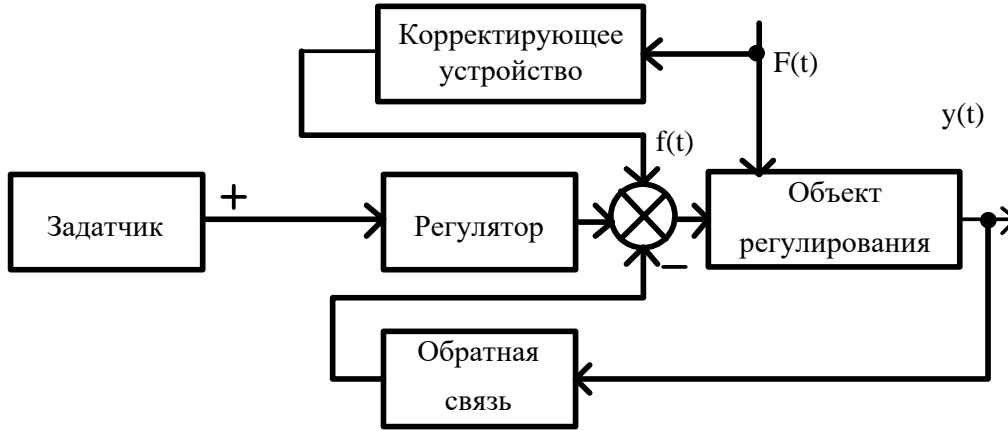 Корректирующее
устройство
F(t)
y(t)
f(t)
+
Задатчик
Регулятор
Объект
регулирования
−
Обратная
связь